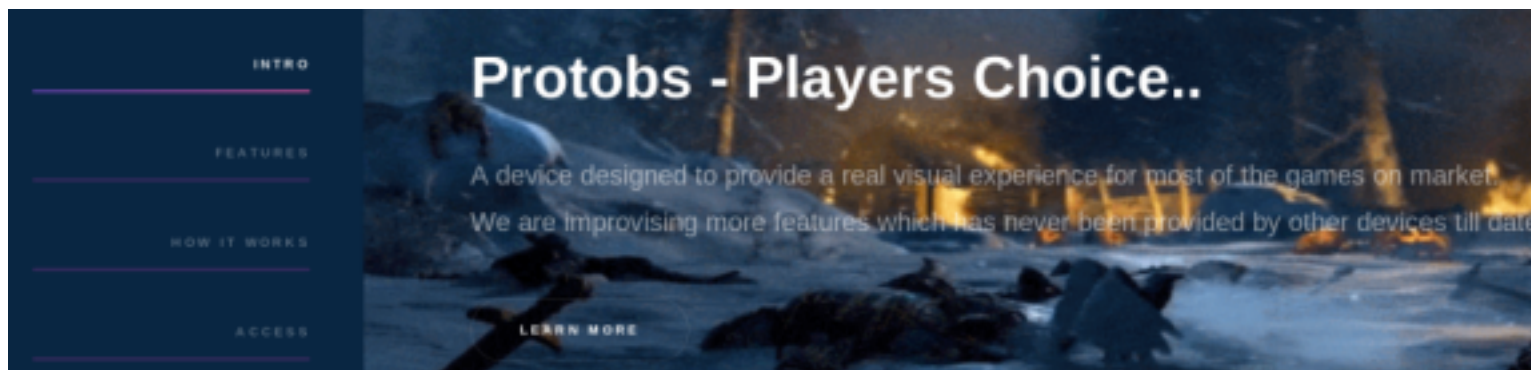 INTRO
FEATURES
HOW IT WORKS
ACCESS
Protobs - Players Choice..
A device designed to provide a real visual experience for most of the games on market.
We are improvising more features which has never been provided by other devices till date
LEARN MORE